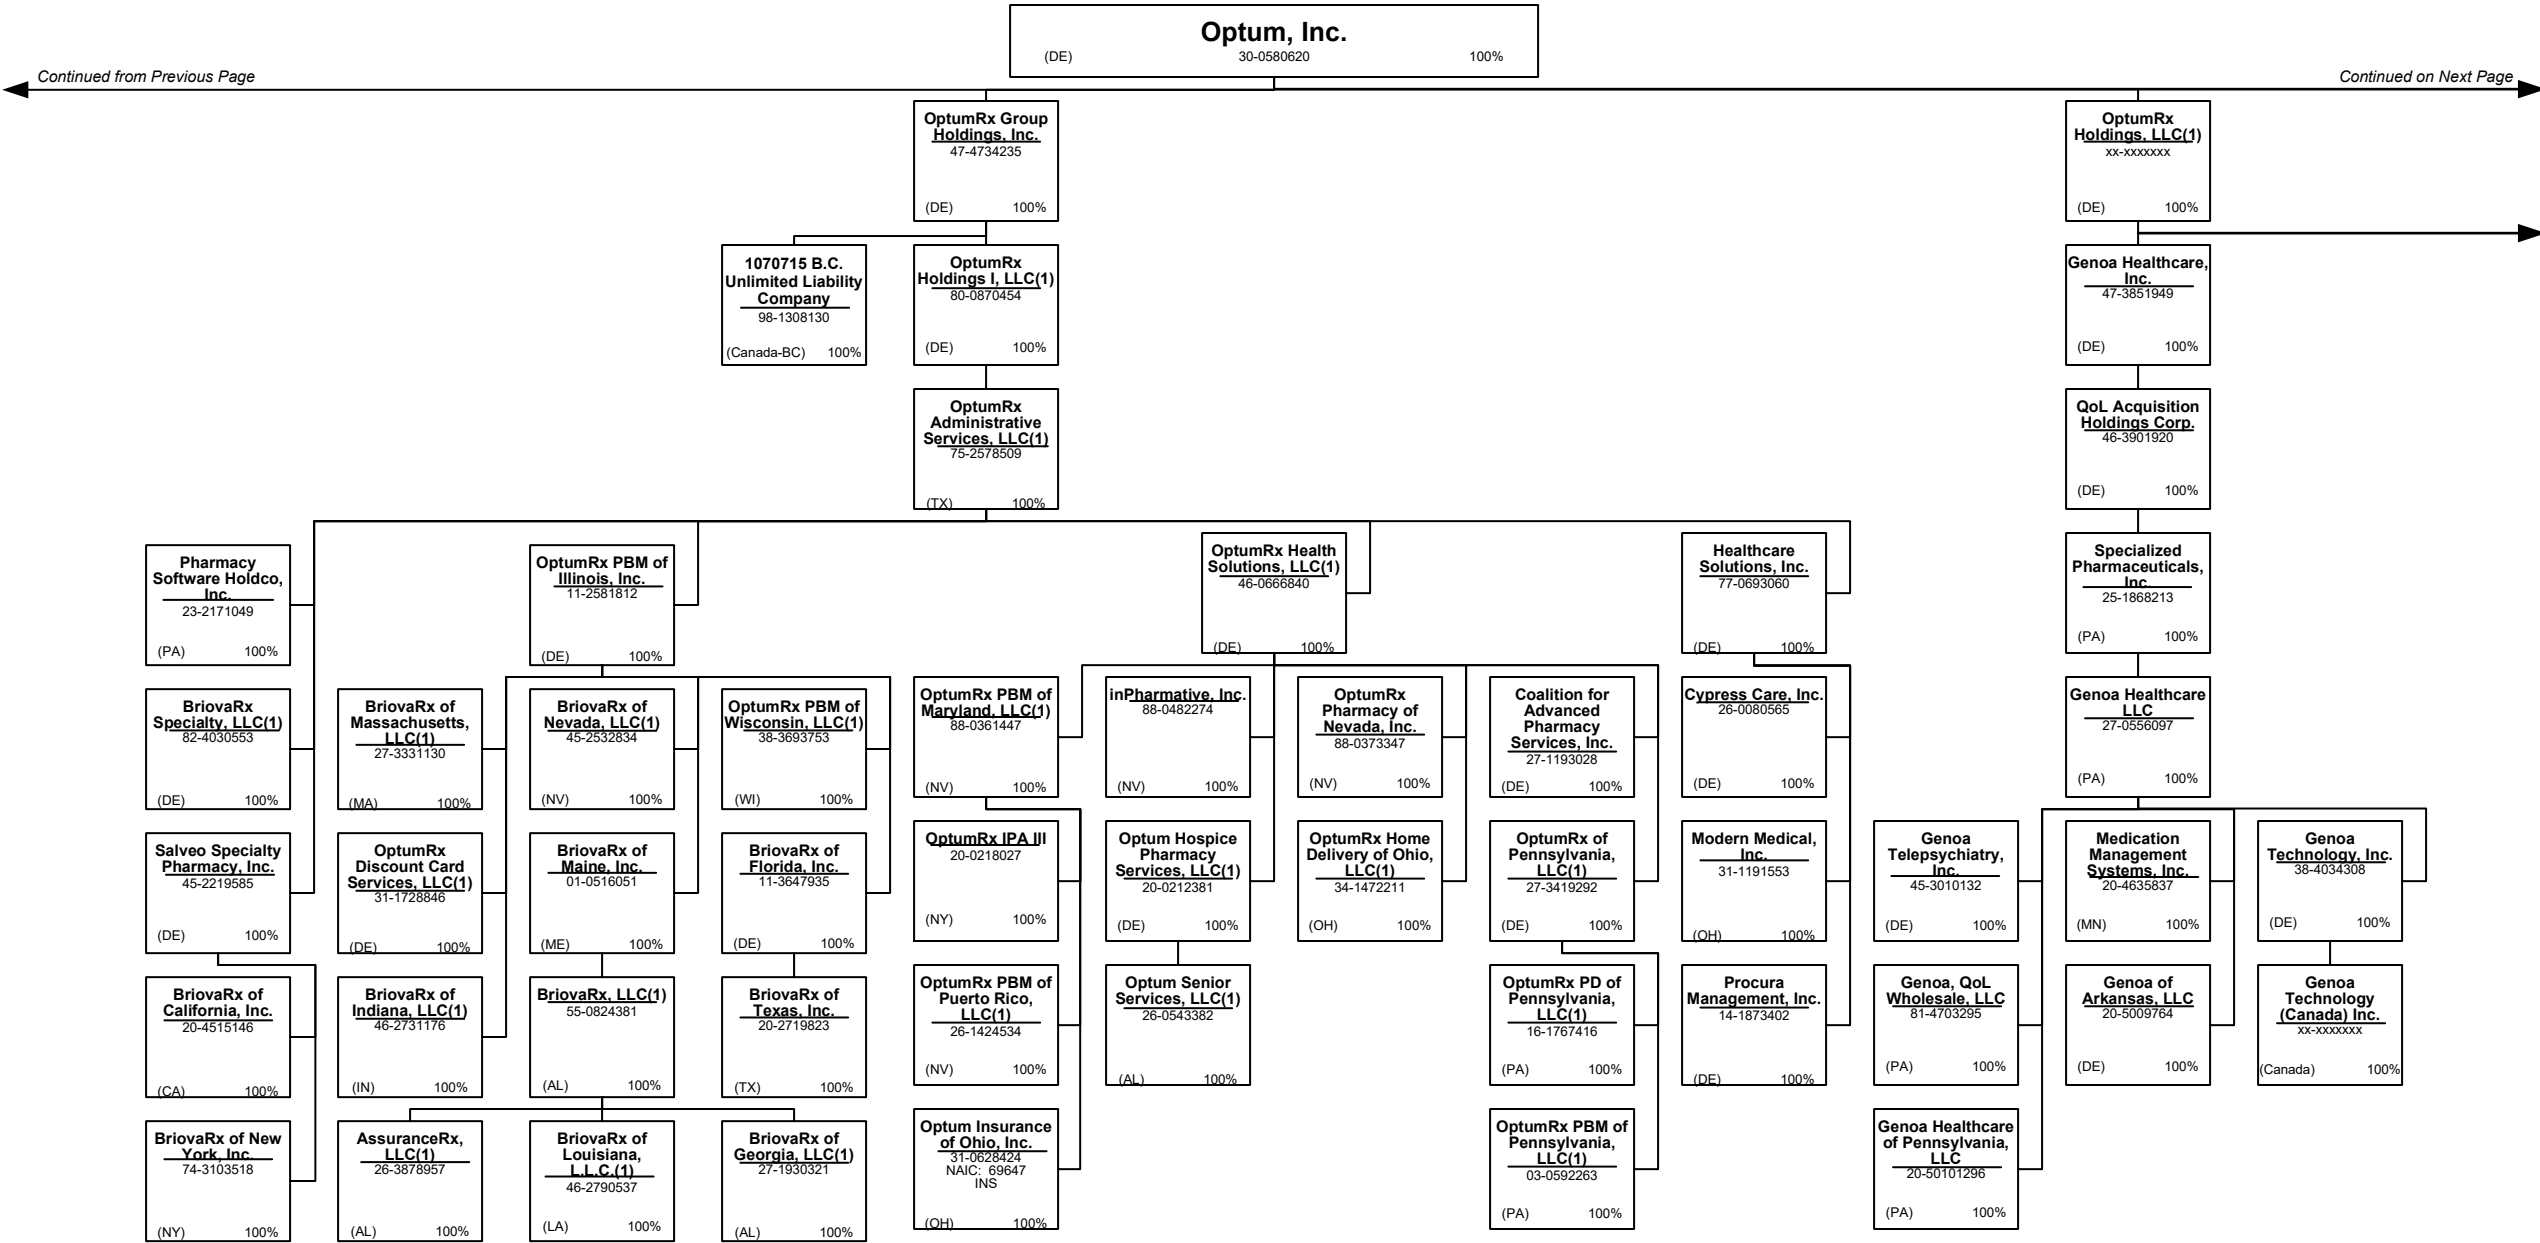 Optum, Inc.
(DE) 30-0580620 100%
Continued from Previous Page
Continued on Next Page
OptumRx Group
Holdings, Inc.
47-4734235
(DE) 100%
OptumRx
Holdings, LLC(1)
xx-xxxxxxx
(DE) 100%
1070715 B.C.
Unlimited Liability
Company
98-1308130
(Canada-BC) 100%
OptumRx
Holdings I, LLC(1)
80-0870454
(DE) 100%
Genoa Healthcare,
Inc.
47-3851949
(DE) 100%
OptumRx
Administrative
Services, LLC(1)
75-2578509
(TX) 100%
QoL Acquisition
Holdings Corp.
46-3901920
(DE) 100%
Pharmacy
Software Holdco,
Inc.
23-2171049
(PA) 100%
OptumRx PBM of
Illinois, Inc.
11-2581812
(DE) 100%
OptumRx Health
Solutions, LLC(1)
46-0666840
(DE) 100%
Healthcare
Solutions, Inc.
77-0693060
(DE) 100%
Specialized
Pharmaceuticals,
Inc.
25-1868213
(PA) 100%
BriovaRx
Specialty, LLC(1)
82-4030553
(DE) 100%
BriovaRx of
Massachusetts,
LLC(1)
27-3331130
(MA) 100%
BriovaRx of
Nevada, LLC(1)
45-2532834
(NV) 100%
OptumRx PBM of
Wisconsin, LLC(1)
38-3693753
(WI) 100%
OptumRx PBM of
Maryland, LLC(1)
88-0361447
(NV) 100%
inPharmative, Inc.
88-0482274
(NV) 100%
OptumRx
Pharmacy of
Nevada, Inc.
88-0373347
(NV) 100%
Coalition for
Advanced
Pharmacy
Services, Inc.
27-1193028
(DE) 100%
Cypress Care, Inc.
26-0080565
(DE) 100%
Genoa Healthcare
LLC
27-0556097
(PA) 100%
Salveo Specialty
Pharmacy, Inc.
45-2219585
(DE) 100%
OptumRx
Discount Card
Services, LLC(1)
31-1728846
(DE) 100%
BriovaRx of
Maine, Inc.
01-0516051
(ME) 100%
BriovaRx of
Florida, Inc.
11-3647935
(DE) 100%
OptumRx IPA III
20-0218027
(NY) 100%
Optum Hospice
Pharmacy
Services, LLC(1)
20-0212381
(DE) 100%
OptumRx Home
Delivery of Ohio,
LLC(1)
34-1472211
(OH) 100%
OptumRx of
Pennsylvania,
LLC(1)
27-3419292
(DE) 100%
Modern Medical,
Inc.
31-1191553
(OH) 100%
Genoa
Telepsychiatry,
Inc.
45-3010132
(DE) 100%
Medication
Management
Systems, Inc.
20-4635837
(MN) 100%
Genoa
Technology, Inc.
38-4034308
(DE) 100%
BriovaRx of
California, Inc.
20-4515146
(CA) 100%
BriovaRx of
Indiana, LLC(1)
46-2731176
(IN) 100%
BriovaRx, LLC(1)
55-0824381
(AL) 100%
BriovaRx of
Texas, Inc.
20-2719823
(TX) 100%
OptumRx PBM of
Puerto Rico,
LLC(1)
26-1424534
(NV) 100%
Optum Senior
Services, LLC(1)
26-0543382
(AL) 100%
OptumRx PD of
Pennsylvania,
LLC(1)
16-1767416
(PA) 100%
Procura
Management, Inc.
14-1873402
(DE) 100%
Genoa, QoL
Wholesale, LLC
81-4703295
(PA) 100%
Genoa of
Arkansas, LLC
20-5009764
(DE) 100%
Genoa
Technology
(Canada) Inc.
xx-xxxxxxx
(Canada) 100%
BriovaRx of New
York, Inc.
74-3103518
(NY) 100%
AssuranceRx,
LLC(1)
26-3878957
(AL) 100%
BriovaRx of
Louisiana,
L.L.C.(1)
46-2790537
(LA) 100%
BriovaRx of
Georgia, LLC(1)
27-1930321
(AL) 100%
Optum Insurance
of Ohio, Inc.
31-0628424
NAIC: 69647
INS
(OH) 100%
OptumRx PBM of
Pennsylvania,
LLC(1)
03-0592263
(PA) 100%
Genoa Healthcare
of Pennsylvania,
LLC
20-50101296
(PA) 100%